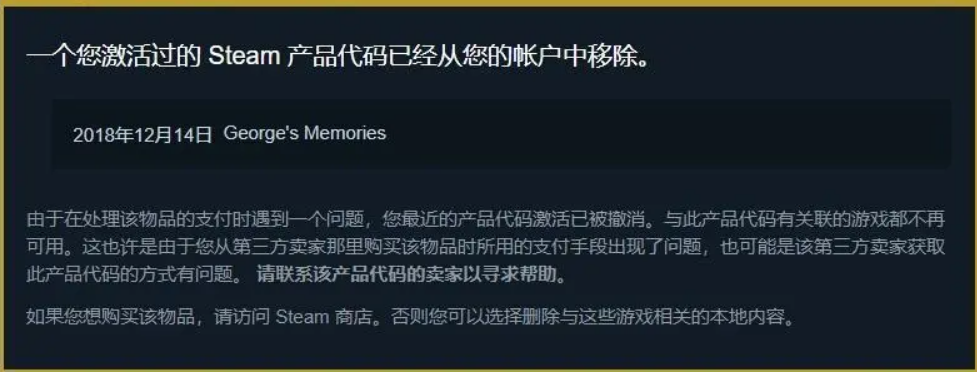 一个您激活过的 Steam 产品代码已经从您的帐户中移除。
2018年12月14日 George's Memories
由于在处理该物品的支付时遇到一个问题，您最近的产品代码激活已被撤消。与此产品代码有关联的游戏都不再
可用。这也许是由于您从第三方卖家那里购买该物品时所用的支付手段出现了问题，也可能是该第三方卖家获取
此产品代码的方式有问题。 请联系该产品代码的卖家以寻求帮助。
如果您想购买该物品，请访问 Steam 商店。否则您可以选择删除与这些游戏相关的本地内容。